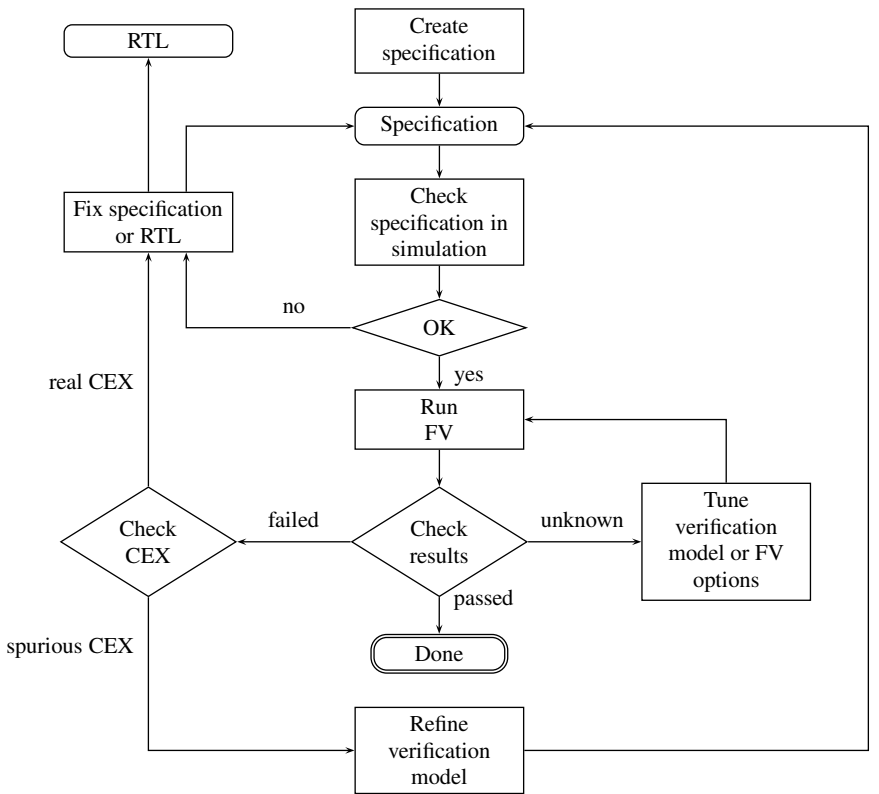 Create
specification
RTL
Specification
Fix specification
or RTL
Check
specification in
simulation
no
OK
yes
real CEX
Run
FV
Check
CEX
failed
Check
results
unknown
Tune
verification
model or FV
options
passed
spurious CEX
Done
Refine
verification
model